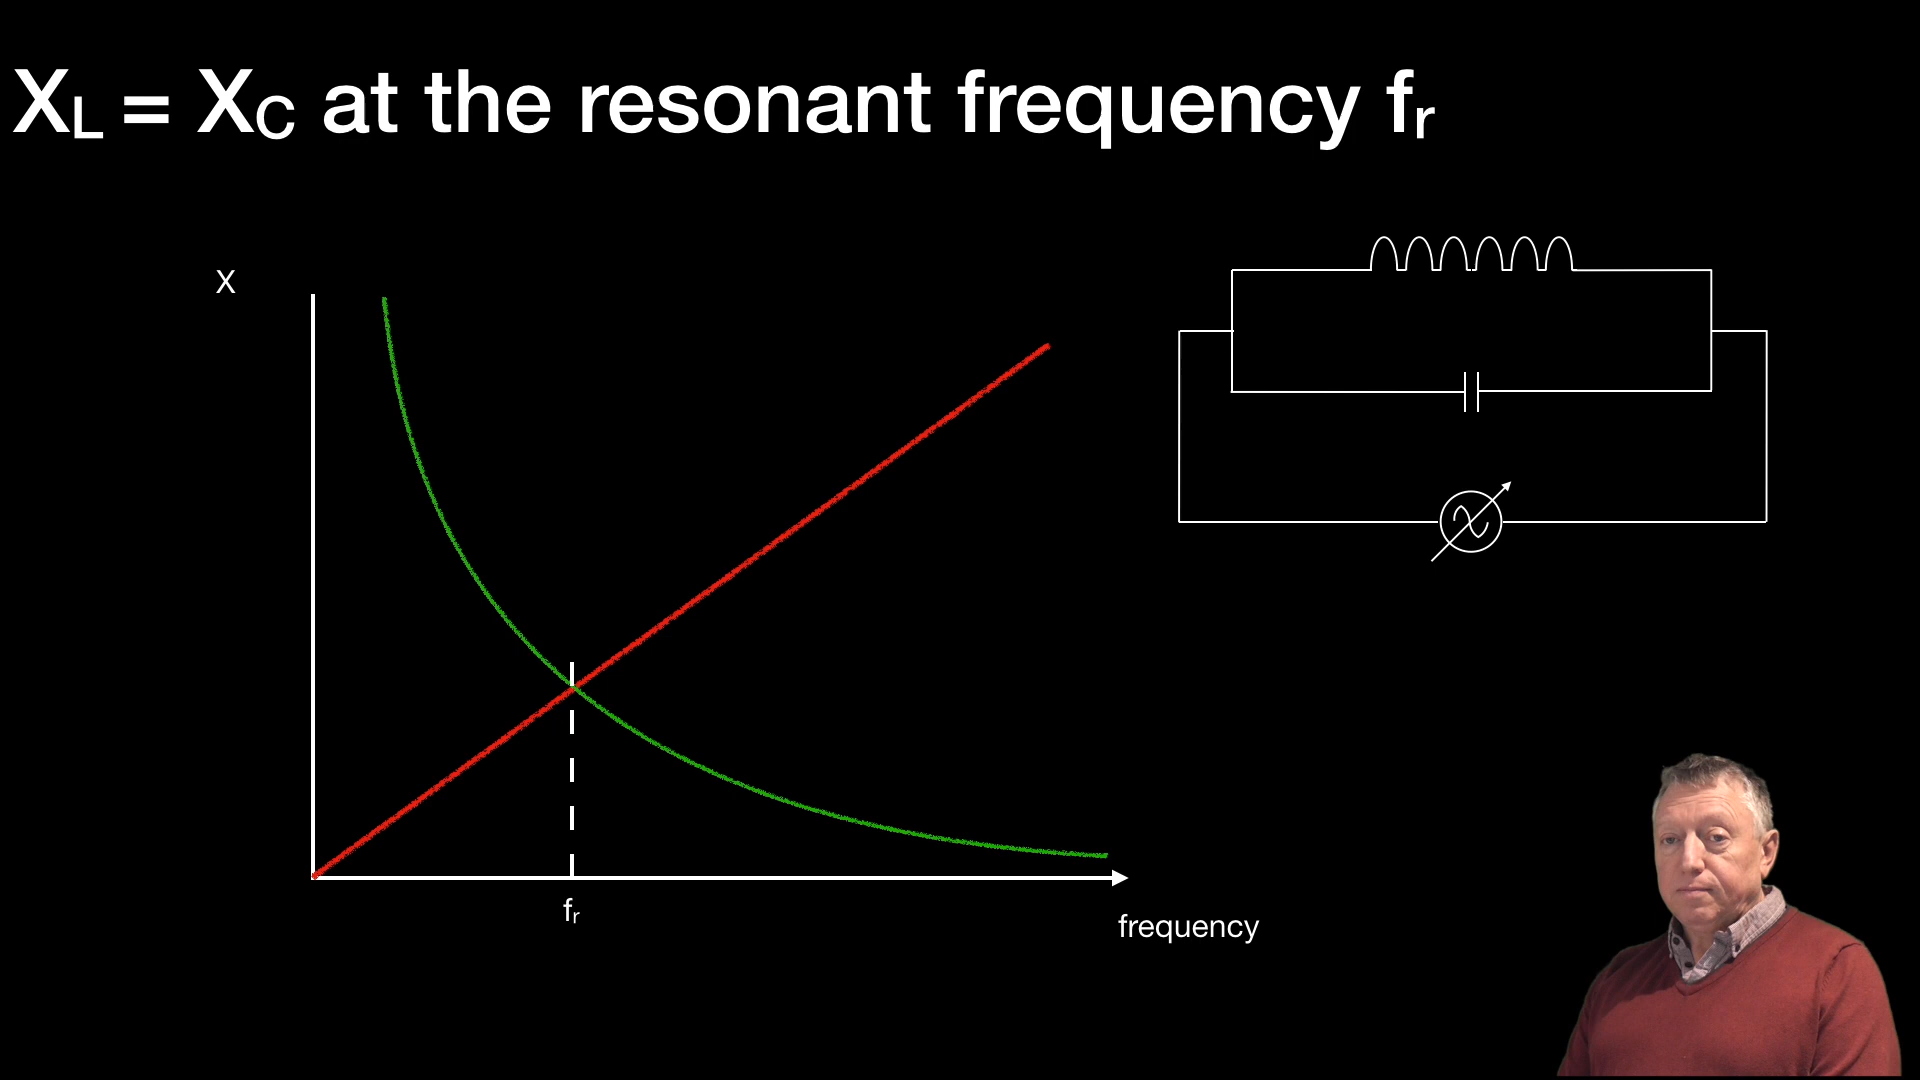 XL = XC at the resonant frequency fr
X
fr
frequency